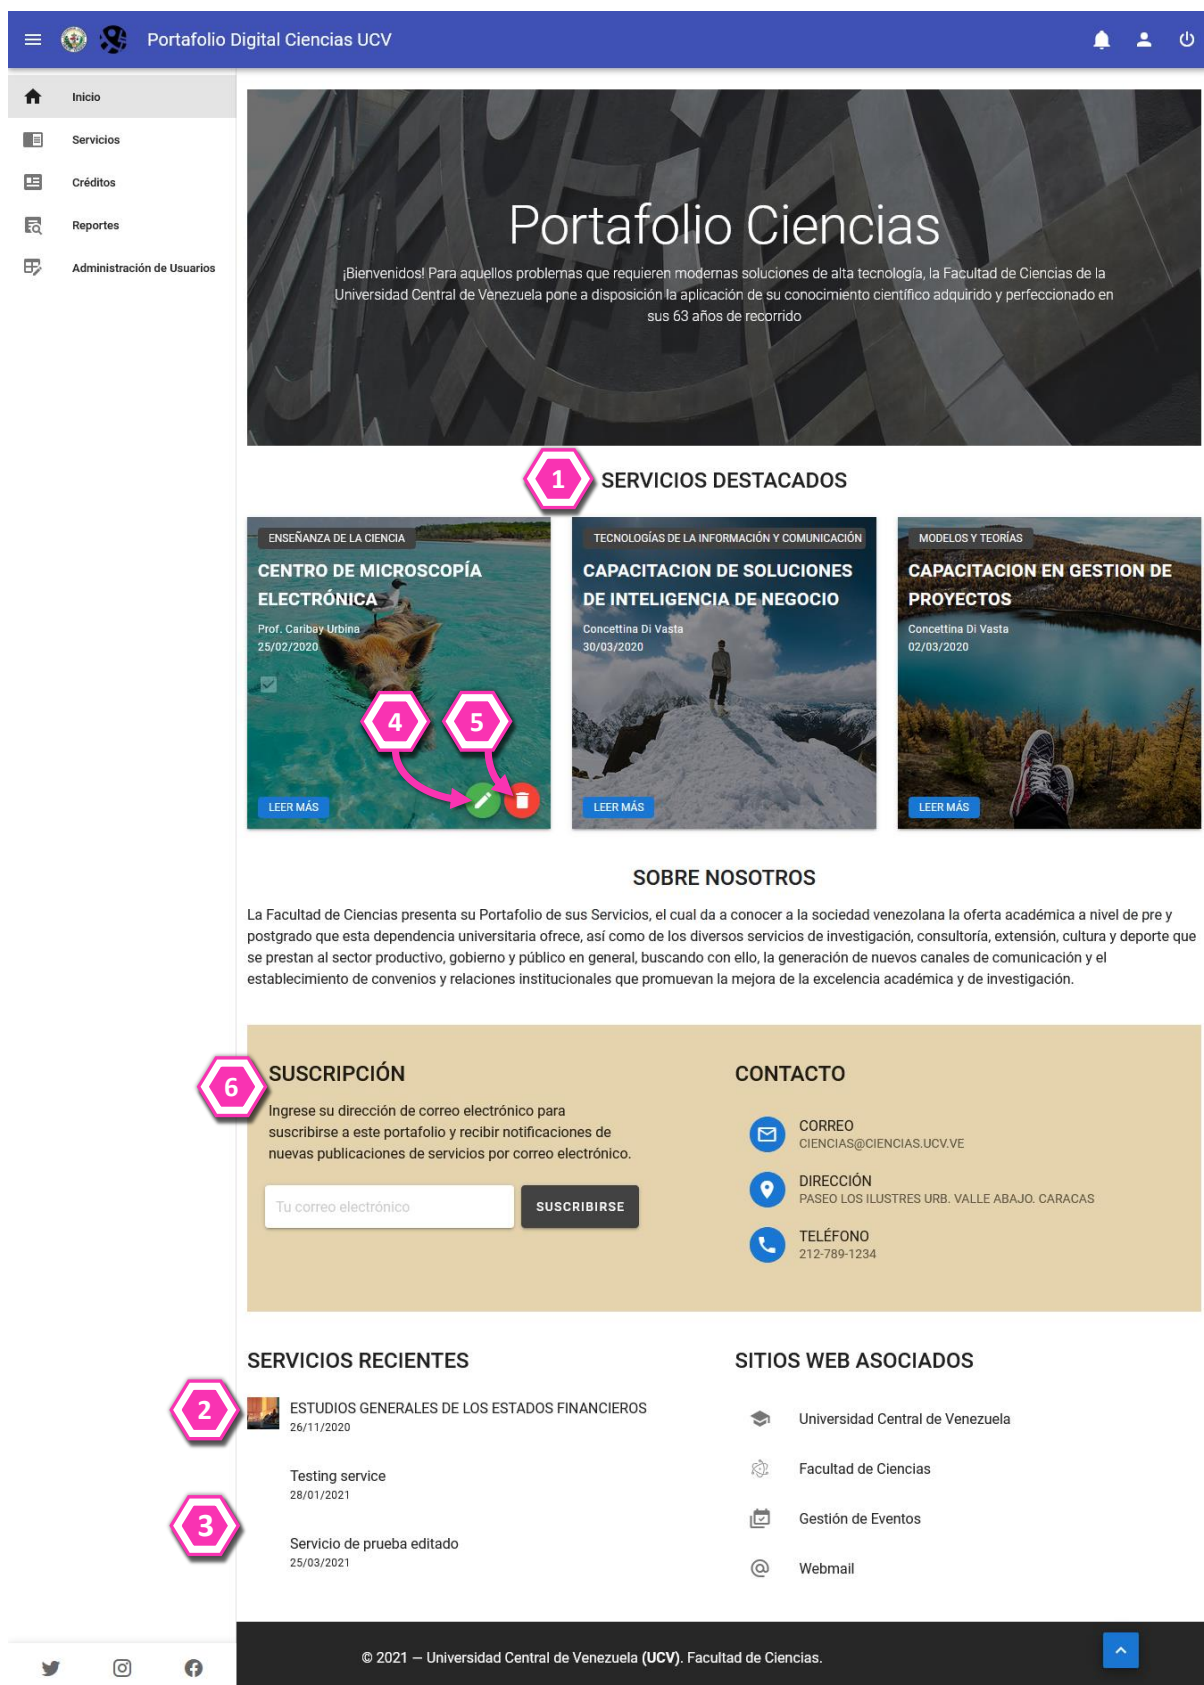 Portafolio Digital Ciencias UCV
Inicio
Servicios
Créditos
Reportes
Administración de Usuarios
Portafolio Ciencias
¡Bienvenidos! Para aquellos problemas que requieren modernas soluciones de alta tecnología, la Facultad de Ciencias de la
Universidad Central de Venezuela pone a disposición la aplicación de su conocimiento científico adquirido y perfeccionado en
sus 63 años de recorrido
1
SERVICIOS DESTACADOS
ENSEÑANZA DE LA CIENCIA
CENTRO DE MICROSCOPÍA
ELECTRÓNICA
Prof. Caribay Urbina
25/02/2020
4
5
LEER MÁS
TECNOLOGÍAS DE LA INFORMACIÓN Y COMUNICACIÓN
CAPACITACION DE SOLUCIONES
DE INTELIGENCIA DE NEGOCIO
Concettina Di Vasta
30/03/2020
LEER MÁS
MODELOS Y TEORÍAS
CAPACITACION EN GESTION DE
PROYECTOS
Concettina Di Vasta
02/03/2020
LEER MÁS
SOBRE NOSOTROS
La Facultad de Ciencias presenta su Portafolio de sus Servicios, el cual da a conocer a la sociedad venezolana la oferta académica a nivel de pre y
postgrado que esta dependencia universitaria ofrece, así como de los diversos servicios de investigación, consultoría, extensión, cultura y deporte que
se prestan al sector productivo, gobierno y público en general, buscando con ello, la generación de nuevos canales de comunicación y el
establecimiento de convenios y relaciones institucionales que promuevan la mejora de la excelencia académica y de investigación.
6
SUSCRIPCIÓN
Ingrese su dirección de correo electrónico para
suscribirse a este portafolio y recibir notificaciones de
nuevas publicaciones de servicios por correo electrónico.
Tu correo electrónico
SUSCRIBIRSE
CONTACTO
CORREO
CIENCIAS@CIENCIAS.UCV.VE
DIRECCIÓN
PASEO LOS ILUSTRES URB. VALLE ABAJO. CARACAS
TELÉFONO
212-789-1234
SERVICIOS RECIENTES
2
ESTUDIOS GENERALES DE LOS ESTADOS FINANCIEROS
26/11/2020
Testing service
28/01/2021
3
Servicio de prueba editado
25/03/2021
SITIOS WEB ASOCIADOS
Universidad Central de Venezuela
Facultad de Ciencias
Gestión de Eventos
Webmail
© 2021 — Universidad Central de Venezuela (UCV). Facultad de Ciencias.